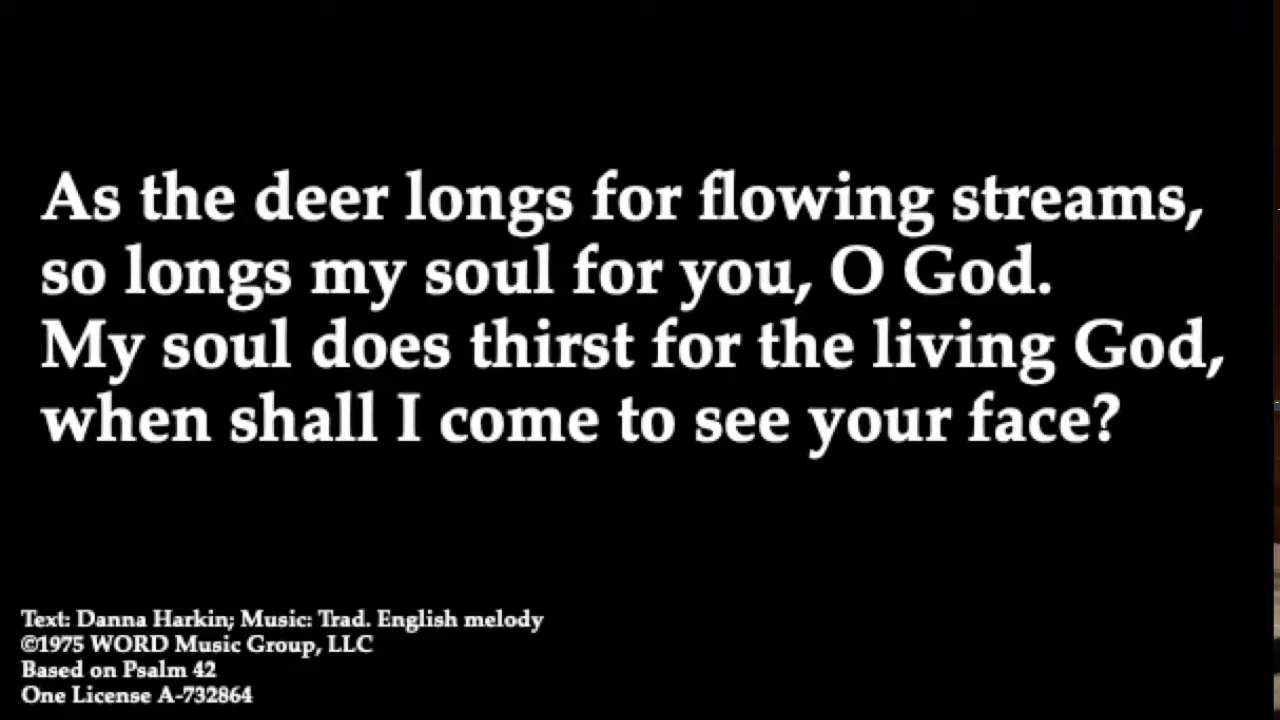 As the deer longs for flowing streams,
so longs my soul for you, O God.
My soul does thirst for the living God,
when shall I come to see your face?
Text: Danna Harkin; Music: Trad. English melody
©1975 WORD Music Group, LLC
Based on Psalm 42
One License A-732864